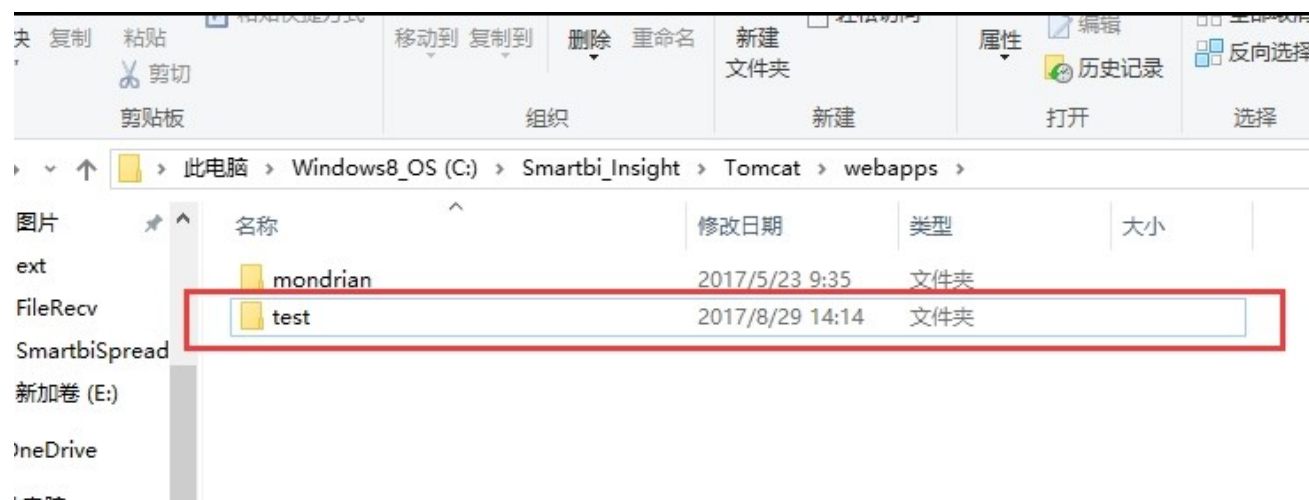 复制 粘贴 移动到 复制到 删除 重命名 新建 文件夹 属性 编辑
剪切 历史记录 反向选择
剪贴板 组织 新建 打开 选择
此电脑 > Windows8_OS (C:) > Smartbi_Insight > Tomcat > webapps >
图片 名称 修改日期 类型 大小
ext mondrian 2017/5/23 9:35 文件夹
FileRecv test 2017/8/29 14:14 文件夹
SmartbiSpread
新加卷 (E:)
OneDrive